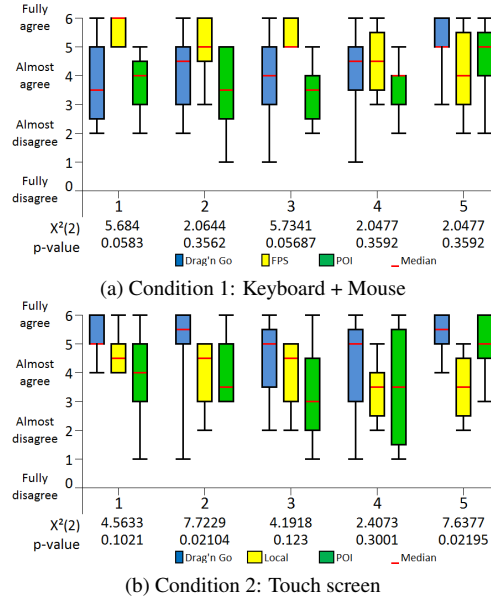 Fully
agree
Almost
agree
Almost
disagree
Fully
disagree
6
5
4
3
2
1
0
1 2 3 4 5
X²(2) 5.684 2.0644 5.7341 2.0477 2.0477
p-value 0.0583 0.3562 0.05687 0.3592 0.3592
Drag'n Go FPS POI Median
(a) Condition 1: Keyboard + Mouse
Fully
agree
Almost
agree
Almost
disagree
Fully
disagree
6
5
4
3
2
1
0
1 2 3 4 5
X²(2) 4.5633 7.7229 4.1918 2.4073 7.6377
p-value 0.1021 0.02104 0.123 0.3001 0.02195
Drag'n Go Local POI Median
(b) Condition 2: Touch screen